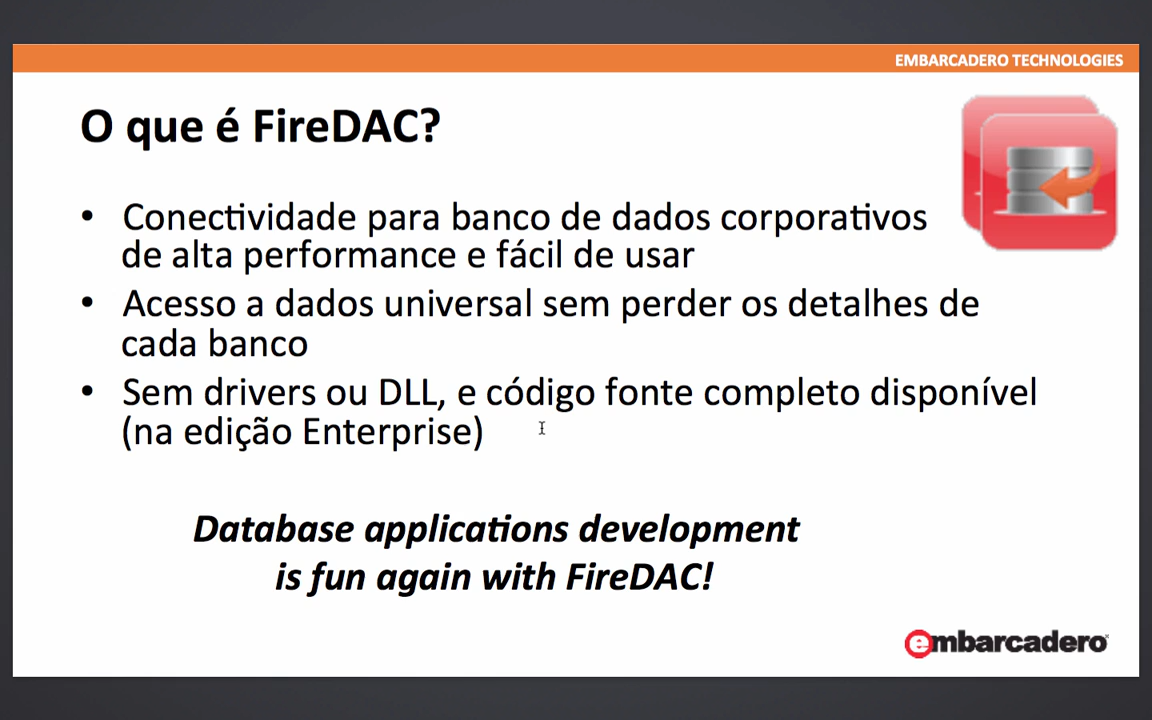 EMBARCADERO TECHNOLOGIES
O que é FireDAC?
• Conectividade para banco de dados corporativos
de alta performance e fácil de usar
• Acesso a dados universal sem perder os detalhes de
cada banco
• Sem drivers ou DLL, e código fonte completo disponível
(na edição Enterprise)
Database applications development
is fun again with FireDAC!
embarcadero